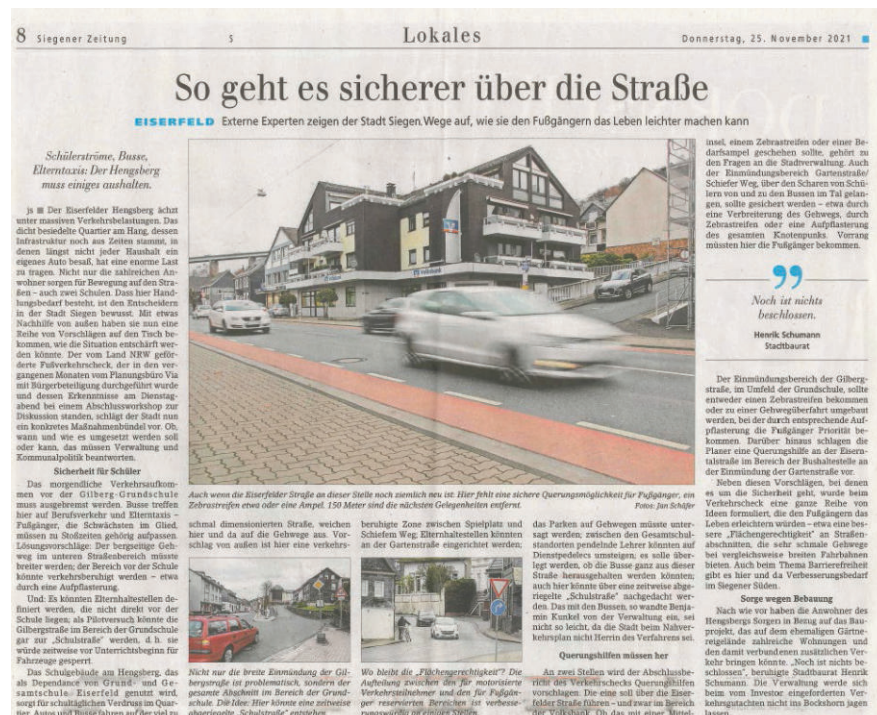 8 Siegener Zeitung
S
Lokales
Donnerstag, 25. November 2021
So geht es sicherer über die Straße
EISERFELD Externe Experten zeigen der Stadt Siegen Wege auf, wie sie den Fußgängern das Leben leichter machen kann
Schülerströme, Busse,
Elterntaxis: Der Hengsberg
muss einiges aushalten.
js ■ Der Eiserfelder Hengsberg ächzt
unter massiven Verkehrsbelastungen. Das
dicht besiedelte Quartier am Hang, dessen
Infrastruktur noch aus Zeiten stammt, in
denen längst nicht jeder Haushalt ein
eigenes Auto besaß, hat eine enorme Last
zu tragen. Nicht nur die zahlreichen An-
wohner sorgen für Bewegung auf den Stra-
ßen – auch zwei Schulen. Dass hier Hand-
lungsbedarf besteht, ist den Entscheidern
in der Stadt Siegen bewusst. Mit etwas
Nachhilfe von außen haben sie nun eine
Reihe von Vorschlägen auf den Tisch be-
kommen, wie die Situation entschärft wer-
den könnte. Der vom Land NRW geför-
derte Fußverkehrscheck, der in den ver-
gangenen Monaten vom Planungsbüro Via
mit Bürgerbeteiligung durchgeführt wurde
und dessen Erkenntnisse am Dienstag-
abend bei einem Abschlussworkshop zur
Diskussion standen, schlägt der Stadt nun
ein konkretes Maßnahmenbündel vor. Ob,
wann und wie es umgesetzt werden soll
oder kann, das müssen Verwaltung und
Kommunalpolitik beantworten.
Sicherheit für Schüler
Das morgendliche Verkehrsaufkom-
men vor der Gilberg-Grundschule
muss ausgebremst werden. Busse treffen
hier auf Berufsverkehr und Elterntaxis –
Fußgänger, die Schwächsten im Glied,
müssen zu Stoßzeiten gehörig aufpassen.
Lösungsvorschläge: Der bergseitige Geh-
weg im unteren Straßenbereich müsste
breiter werden; der Bereich vor der Schule
könnte verkehrsberuhigt werden – etwa
durch eine Aufpflasterung.
Und: Es könnten Elternhaltestellen de-
finiert werden, die nicht direkt vor der
Schule liegen; als Pilotversuch könnte die
Gilbergstraße im Bereich der Grundschule
gar zur „Schulstraße“ werden, d.h. sie
würde zeitweise vor Unterrichtsbeginn für
Fahrzeuge gesperrt.
Das Schulgebäude am Hengsberg, das
als Dependance von Grund- und Ge-
samtschule Eiserfeld genutzt wird,
sorgt für schultäglichen Verdruss im Quar-
tier. Autos und Busse fahren auf der viel zu
Auch wenn die Eiserfelder Straße an dieser Stelle noch ziemlich neu ist: Hier fehlt eine sichere Querungsmöglichkeit für Fußgänger, ein
Zebrastreifen etwa oder eine Ampel. 150 Meter sind die nächsten Gelegenheiten entfernt.
Fotos: Jan Schäfer
schmal dimensionierten Straße, weichen
hier und da auf die Gehwege aus. Vor-
schlag von außen ist hier eine verkehrs-
beruhigte Zone zwischen Spielplatz und
Schiefem Weg; Elternhaltestellen könnten
an der Gartenstraße eingerichtet werden;
Nicht nur die breite Einmündung der Gil-
bergstraße ist problematisch, sondern der
gesamte Abschnitt im Bereich der Grund-
schule. Die Idee: Hier könnte eine zeitweise
abgeriegelte „Schulstraße“ entstehen.
Wo bleibt die „Flächengerechtigkeit“? Die
Aufteilung zwischen den für motorisierte
Verkehrsteilnehmer und den für Fußgän-
ger reservierten Bereichen ist verbesse-
rungswürdig an einigen Stellen.
das Parken auf Gehwegen müsste unter-
sagt werden; zwischen den Gesamtschul-
standorten pendelnde Lehrer könnten auf
Dienstpedelecs umsteigen; es solle über-
legt werden, ob die Busse ganz aus dieser
Straße herausgehalten werden könnten;
auch hier könnte über eine zeitweise abge-
riegelte „Schulstraße“ nachgedacht wer-
den. Das mit den Bussen, so wandte Benja-
min Kunkel von der Verwaltung ein, sei
nicht so leicht, da die Stadt beim Nahver-
kehrsplan nicht Herrin des Verfahrens sei.
Querungshilfen müssen her
An zwei Stellen wird der Abschlussbe-
richt des Verkehrschecks Querungshilfen
vorschlagen. Die eine soll über die Eiser-
felder Straße führen – und zwar im Bereich
der Volksbank. Ob das mit einer Mittel-
insel, einem Zebrastreifen oder einer Be-
darfsampel geschehen sollte, gehört zu
den Fragen an die Stadtverwaltung. Auch
der Einmündungsbereich Gartenstraße/
Schiefer Weg, über den Scharen von Schü-
lern von und zu den Bussen im Tal gelan-
gen, sollte gesichert werden – etwa durch
eine Verbreiterung des Gehwegs, durch
Zebrastreifen oder eine Aufpflasterung
des gesamten Knotenpunkts. Vorrang
müssten hier die Fußgänger bekommen.
”
Noch ist nichts
beschlossen.
Henrik Schumann
Stadtbaurat
Der Einmündungsbereich der Gilberg-
straße, im Umfeld der Grundschule, sollte
entweder einen Zebrastreifen bekommen
oder zu einer Gehwegüberfahrt umgebaut
werden, bei der durch entsprechende Auf-
pflasterung die Fußgänger Priorität be-
kommen. Darüber hinaus schlagen die
Planer eine Querungshilfe an der Eisern-
talstraße im Bereich der Bushaltestelle an
der Einmündung der Gartenstraße vor.
Neben diesen Vorschlägen, bei denen
es um die Sicherheit geht, wurde beim
Verkehrscheck eine ganze Reihe von
Ideen formuliert, die den Fußgängern das
Leben erleichtern würden – etwa eine bes-
sere „Flächengerechtigkeit“ an Straßen-
abschnitten, die sehr schmale Gehwege
bei vergleichsweise breiten Fahrbahnen
bieten. Auch beim Thema Barrierefreiheit
gibt es hier und da Verbesserungsbedarf
im Siegener Süden.
Sorge wegen Bebauung
Nach wie vor haben die Anwohner des
Hengsbergs Sorgen in Bezug auf das Bau-
projekt, das auf dem ehemaligen Gärtne-
reigelände zahlreiche Wohnungen und
den damit verbundenen zusätzlichen Ver-
kehr bringen könnte. „Noch ist nichts be-
schlossen“, beruhigte Stadtbaurat Henrik
Schumann. Die Verwaltung werde sich
beim vom Investor eingeforderten Ver-
kehrsgutachten nicht ins Bockshorn jagen
lassen.